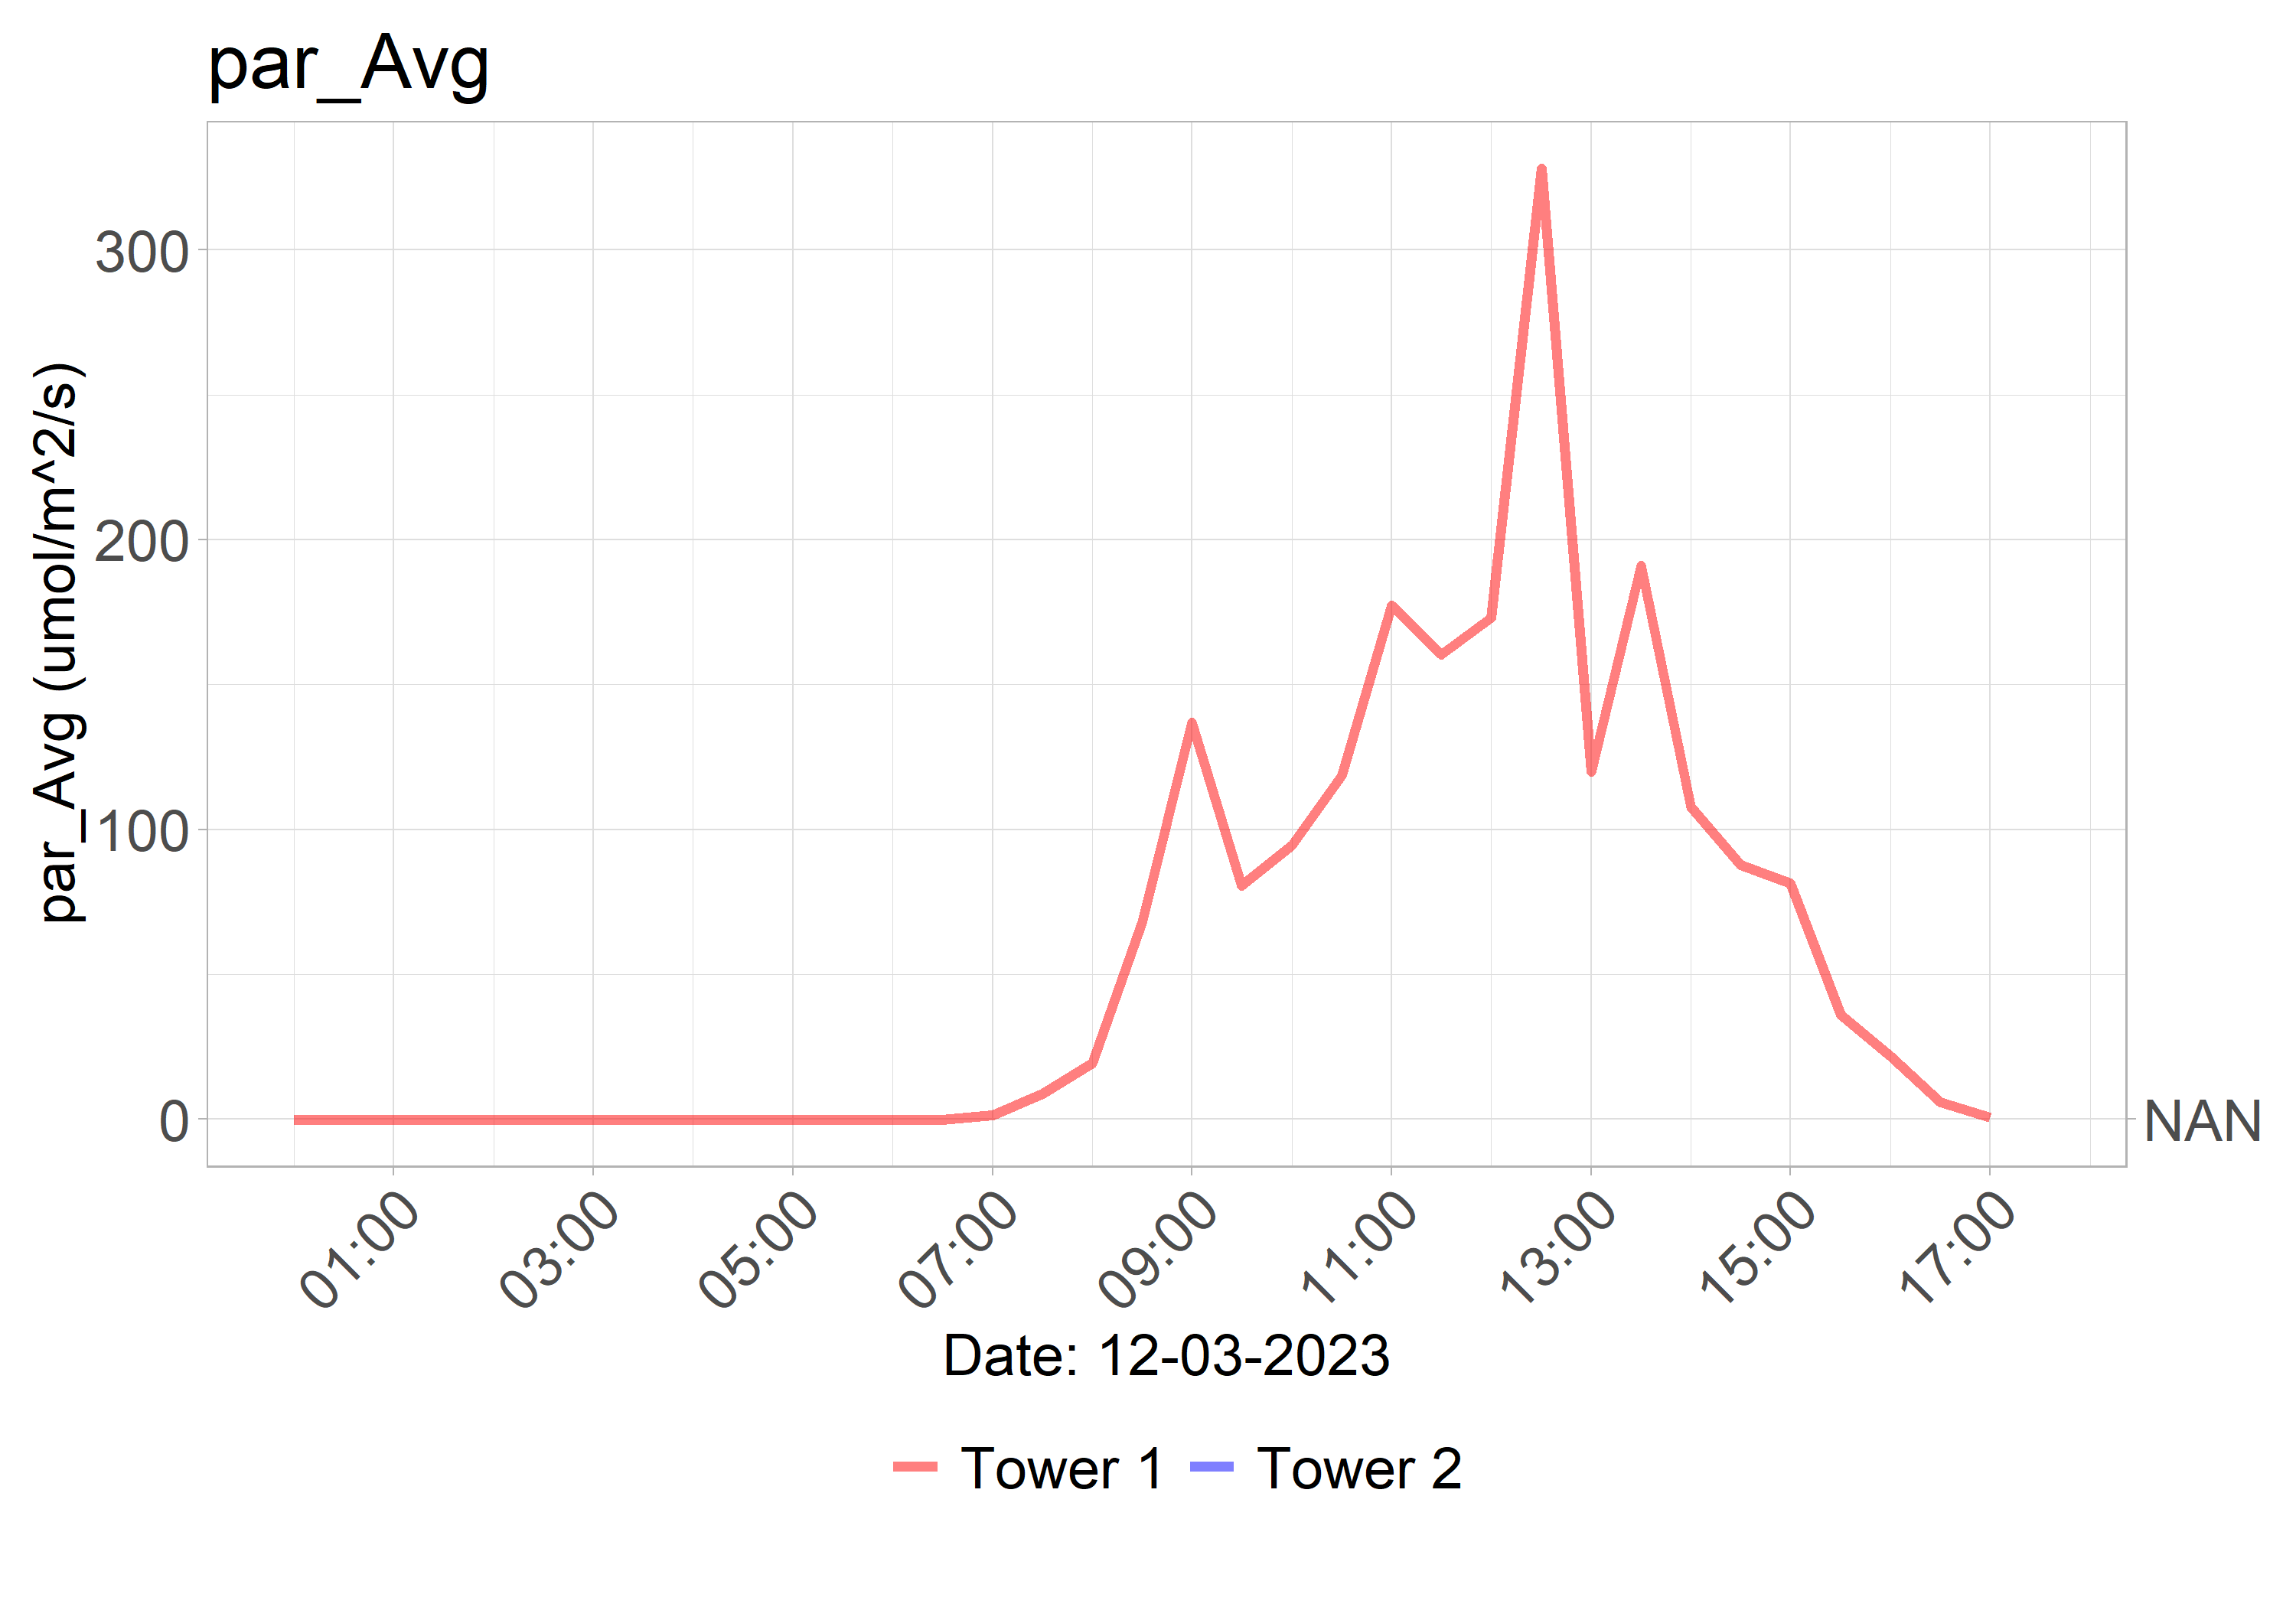 par_Avg
par_Avg (umol/m^2/s)
300
200
100
0
NAN
01:00
03:00
05:00
07:00
09:00
11:00
13:00
15:00
17:00
Date: 12-03-2023
Tower 1
Tower 2